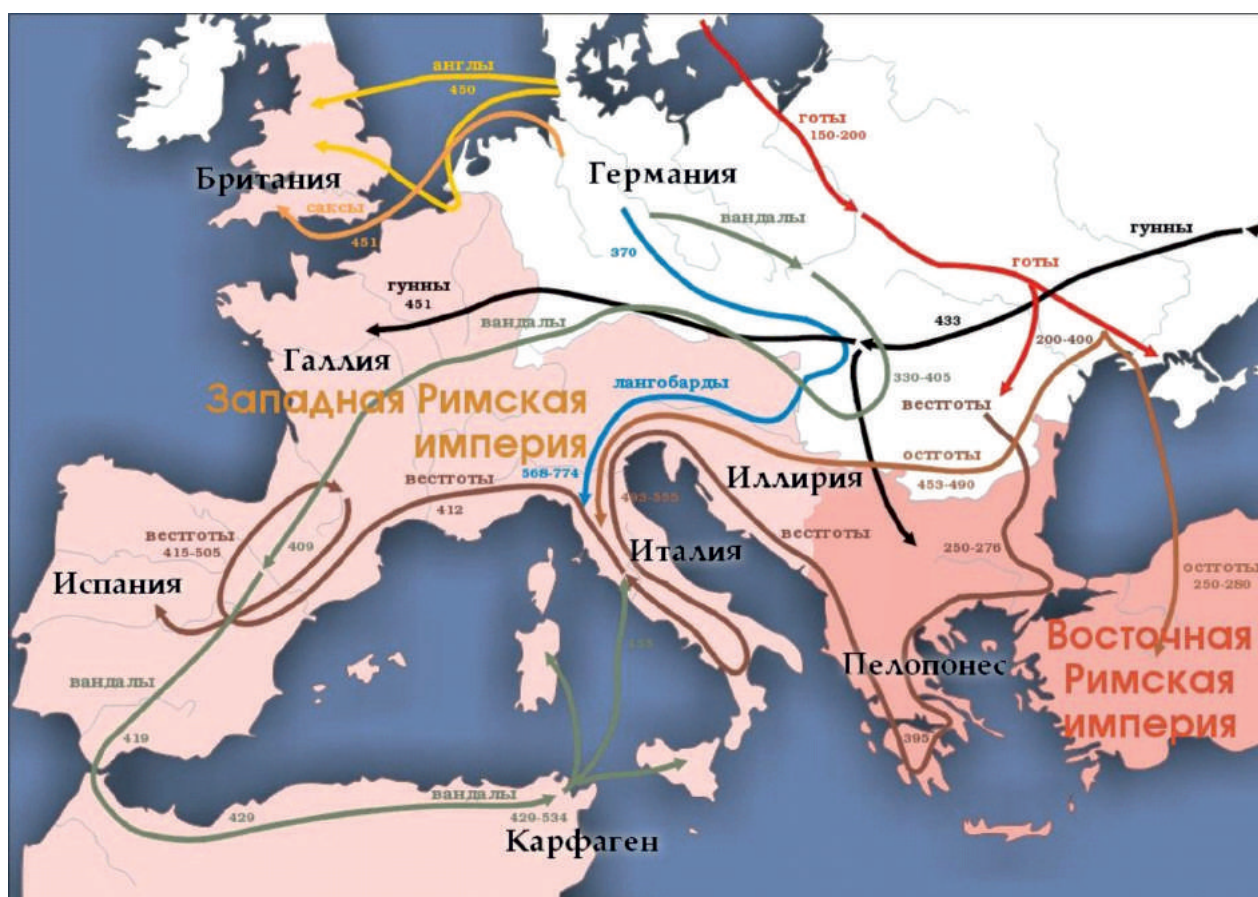 англы
450
готы
150-200
Британия
Германия
саксы
451
вандалы
гунны
370
готы
гунны
451
вандалы
433
200-400
Галлия
330-405
Западная Римская
империя
лангобарды
вестготы
остготы
453-490
568-774
Иллирия
вестготы
412
493-555
вестготы
415-505
409
Италия
вестготы
250-276
остготы
250-280
Испания
455
Пелопонес
Восточная
Римская
империя
вандалы
419
395
вандалы
429
429-534
Карфаген